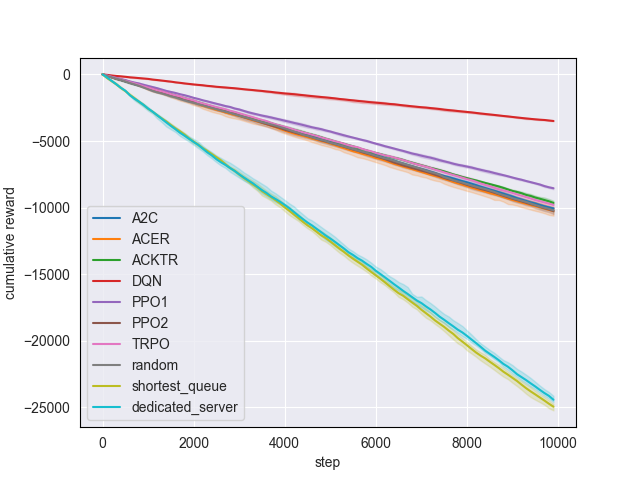 0
−5000
−10000
−15000
−20000
−25000
cumulative reward
A2C
ACER
ACKTR
DQN
PPO1
PPO2
TRPO
random
shortest_queue
dedicated_server
0 2000 4000 6000 8000 10000
step